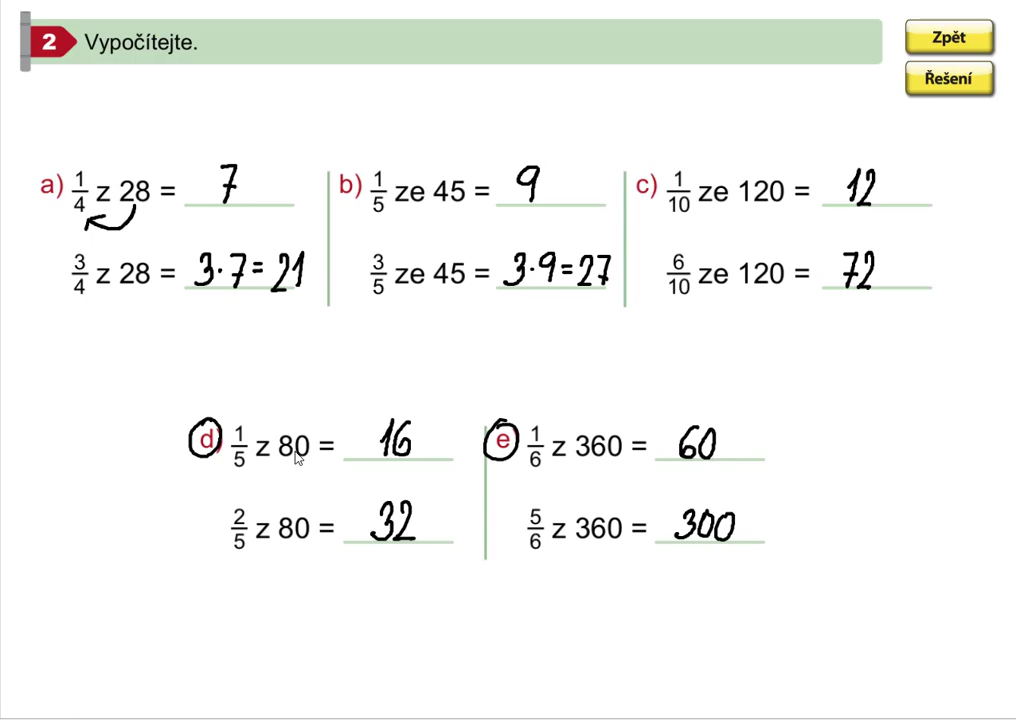 2 Vypočítejte.
Zpět
Řešení
a) 1/4 z 28 = 7
3/4 z 28 = 3·7=21
b) 1/5 ze 45 = 9
3/5 ze 45 = 3·9=27
c) 1/10 ze 120 = 12
6/10 ze 120 = 72
d) 1/5 z 80 = 16
2/5 z 80 = 32
e 1/6 z 360 = 60
5/6 z 360 = 300